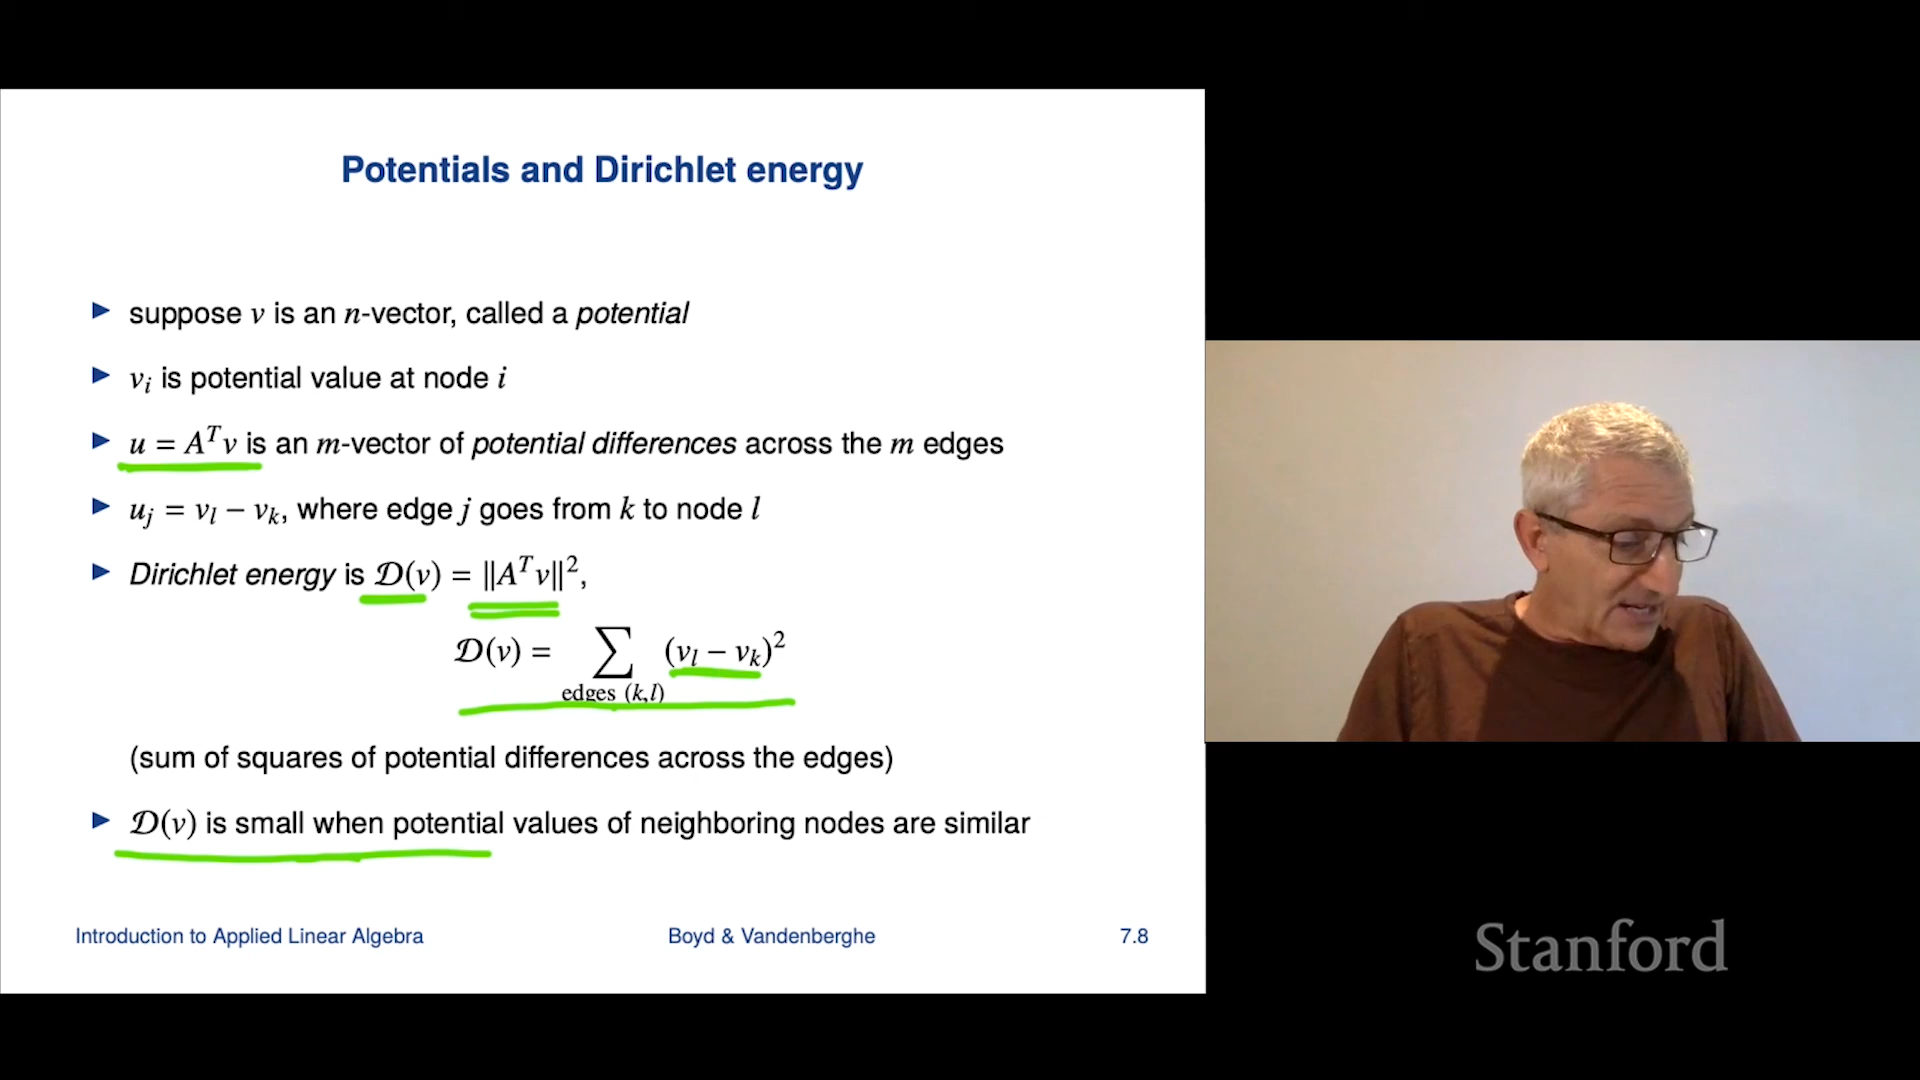 Potentials and Dirichlet energy
► suppose v is an n-vector, called a potential
► vᵢ is potential value at node i
► u = Aᵀv is an m-vector of potential differences across the m edges
► uⱼ = vₗ − vₖ, where edge j goes from k to node l
► Dirichlet energy is 𝒟(v) = ‖Aᵀv‖²,
𝒟(v) = ∑ (vₗ − vₖ)²
edges (k,l)
(sum of squares of potential differences across the edges)
► 𝒟(v) is small when potential values of neighboring nodes are similar
Introduction to Applied Linear Algebra Boyd & Vandenberghe 7.8
Stanford